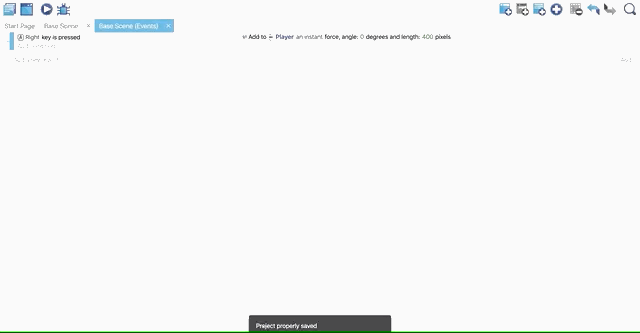 Start Page Base Scene × Base Scene (Events) ×
Right key is pressed
Add to Player an instant force, angle: 0 degrees and length: 400 pixels
Project properly saved